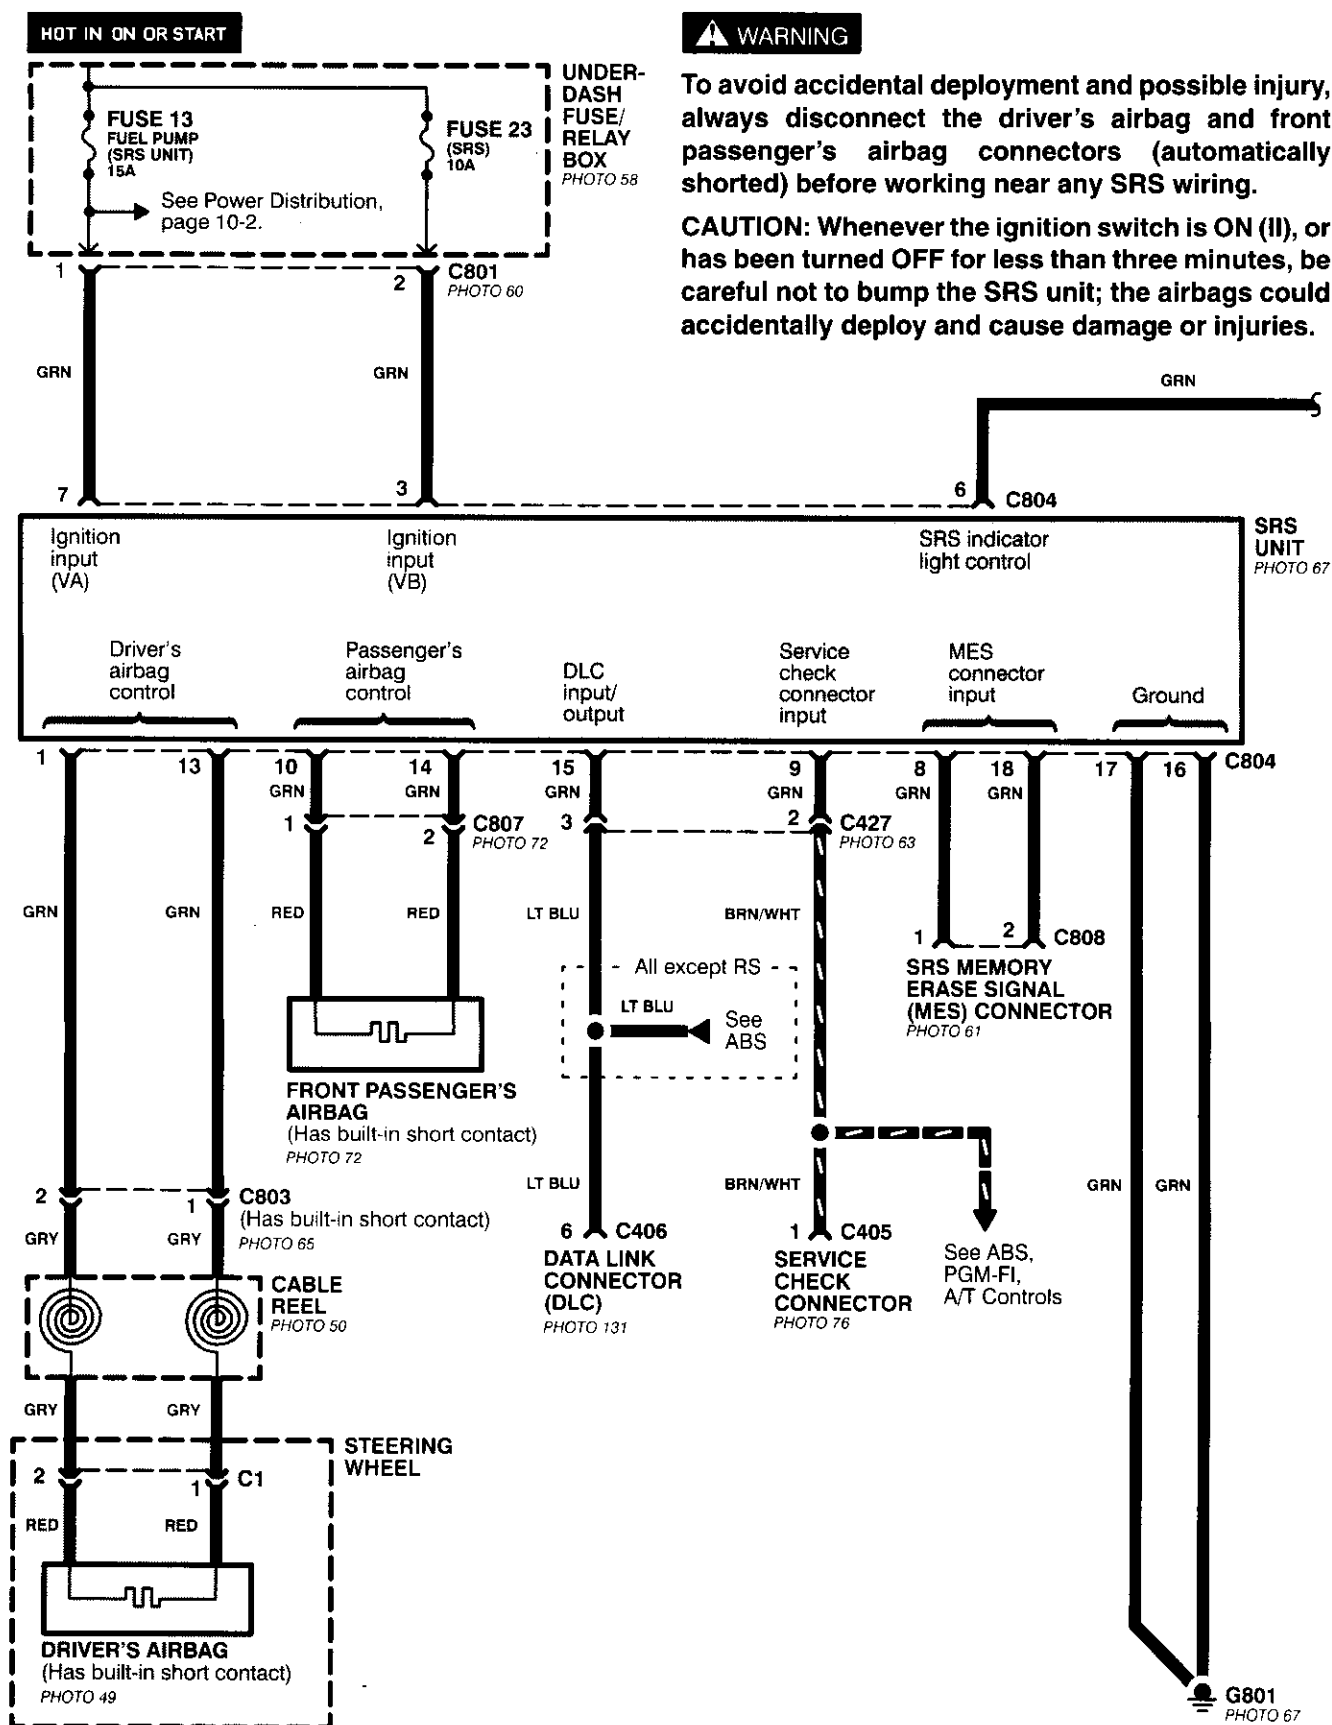 HOT IN ON OR START
WARNING
To avoid accidental deployment and possible injury,
always disconnect the driver's airbag and front
passenger's airbag connectors (automatically
shorted) before working near any SRS wiring.
CAUTION: Whenever the ignition switch is ON (II), or
has been turned OFF for less than three minutes, be
careful not to bump the SRS unit; the airbags could
accidentally deploy and cause damage or injuries.
UNDER-
DASH
FUSE/
RELAY
BOX
PHOTO 58
FUSE 13
FUEL PUMP
(SRS UNIT)
15A
FUSE 23
(SRS)
10A
See Power Distribution,
page 10-2.
1
2
C801
PHOTO 60
GRN
GRN
GRN
7
3
6
C804
SRS
UNIT
PHOTO 67
Ignition
input
(VA)
Ignition
input
(VB)
SRS indicator
light control
Driver's
airbag
control
Passenger's
airbag
control
DLC
input/
output
Service
check
connector
input
MES
connector
input
Ground
1
13
10
14
15
9
8
18
17
16
C804
GRN
GRN
GRN
GRN
GRN
GRN
1
2
C807
PHOTO 72
3
2
C427
PHOTO 63
GRN
GRN
RED
RED
LT BLU
BRN/WHT
1
2
C808
SRS MEMORY
ERASE SIGNAL
(MES) CONNECTOR
PHOTO 61
All except RS
LT BLU
See
ABS
FRONT PASSENGER'S
AIRBAG
(Has built-in short contact)
PHOTO 72
LT BLU
BRN/WHT
GRN
GRN
2
1
C803
(Has built-in short contact)
PHOTO 65
GRY
GRY
6
C406
DATA LINK
CONNECTOR
(DLC)
PHOTO 131
1
C405
SERVICE
CHECK
CONNECTOR
PHOTO 76
See ABS,
PGM-FI,
A/T Controls
CABLE
REEL
PHOTO 50
GRY
GRY
STEERING
WHEEL
2
1
C1
RED
RED
DRIVER'S AIRBAG
(Has built-in short contact)
PHOTO 49
G801
PHOTO 67